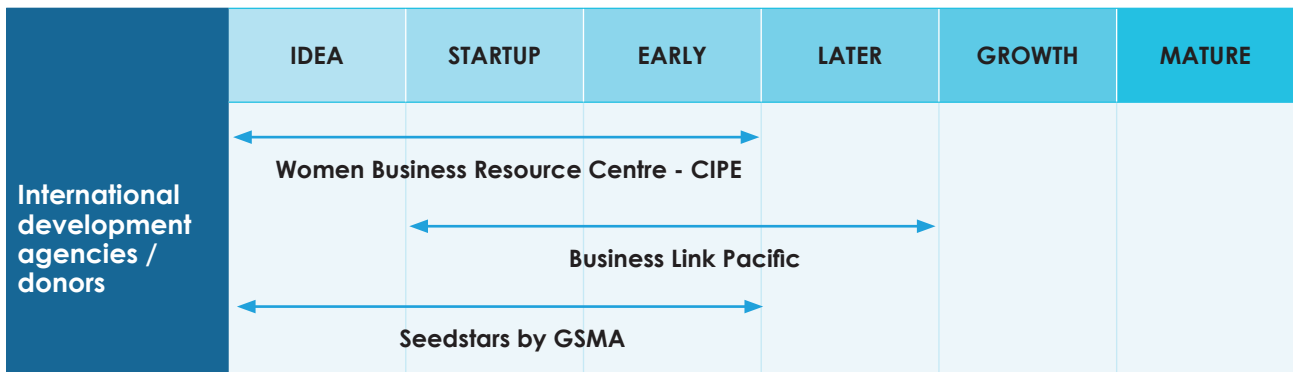 IDEA
STARTUP
EARLY
LATER
GROWTH
MATURE
International
development
agencies /
donors
Women Business Resource Centre - CIPE
Business Link Pacific
Seedstars by GSMA